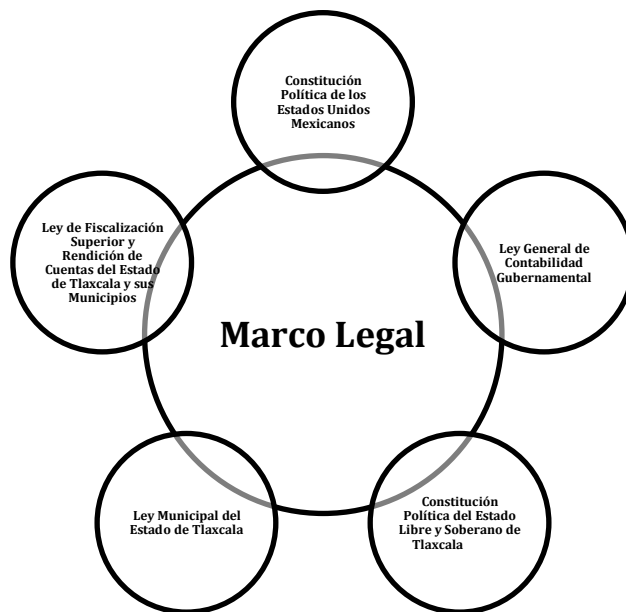 Constitución
Política de los
Estados Unidos
Mexicanos
Ley de Fiscalización
Superior y
Rendición de
Cuentas del Estado
de Tlaxcala y sus
Municipios
Ley General de
Contabilidad
Gubernamental
Marco Legal
Ley Municipal del
Estado de Tlaxcala
Constitución
Política del Estado
Libre y Soberano de
Tlaxcala